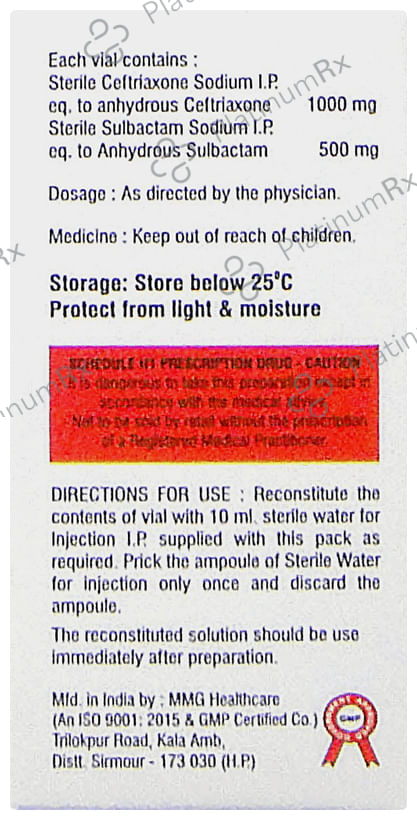 Each vial contains :
Sterile Ceftriaxone Sodium I.P.
eq. to anhydrous Ceftriaxone 1000 mg
Sterile Sulbactam Sodium I.P.
eq. to Anhydrous Sulbactam 500 mg
Dosage : As directed by the physician.
Medicine : Keep out of reach of children.
Storage: Store below 25°C
Protect from light & moisture
SCHEDULE H1 PRESCRIPTION DRUG - CAUTION
It is dangerous to take this preparation except in
accordance with the medical advice.
Not to be sold by retail without the prescription
of a Registered Medical Practitioner.
DIRECTIONS FOR USE : Reconstitute the
contents of vial with 10 ml. sterile water for
Injection I.P. supplied with this pack as
required. Prick the ampoule of Sterile Water
for injection only once and discard the
ampoule.
The reconstituted solution should be use
immediately after preparation.
Mfd. in India by : MMG Healthcare
(An ISO 9001: 2015 & GMP Certified Co.)
Trilokpur Road, Kala Amb,
Distt. Sirmour - 173 030 (H.P.)
GMP
PlatinumRx
PlatinumRx